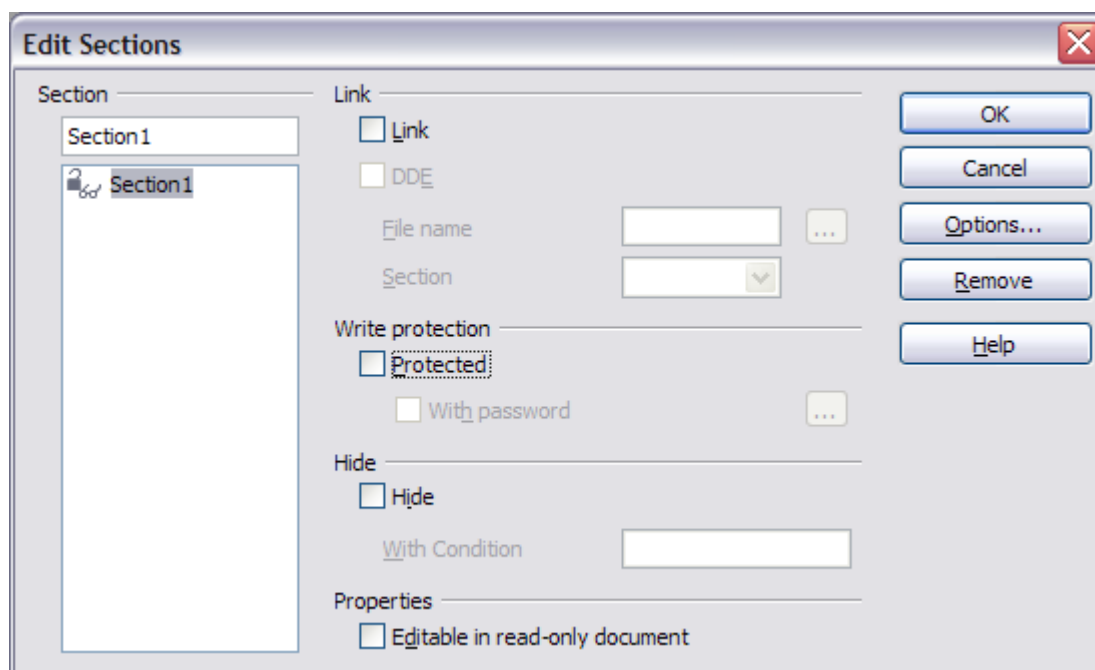 Edit Sections
Section
Section1
Section1
Link
Link
DDE
File name
...
Section
Write protection
Protected
With password
...
Hide
Hide
With Condition
Properties
Editable in read-only document
OK
Cancel
Options...
Remove
Help